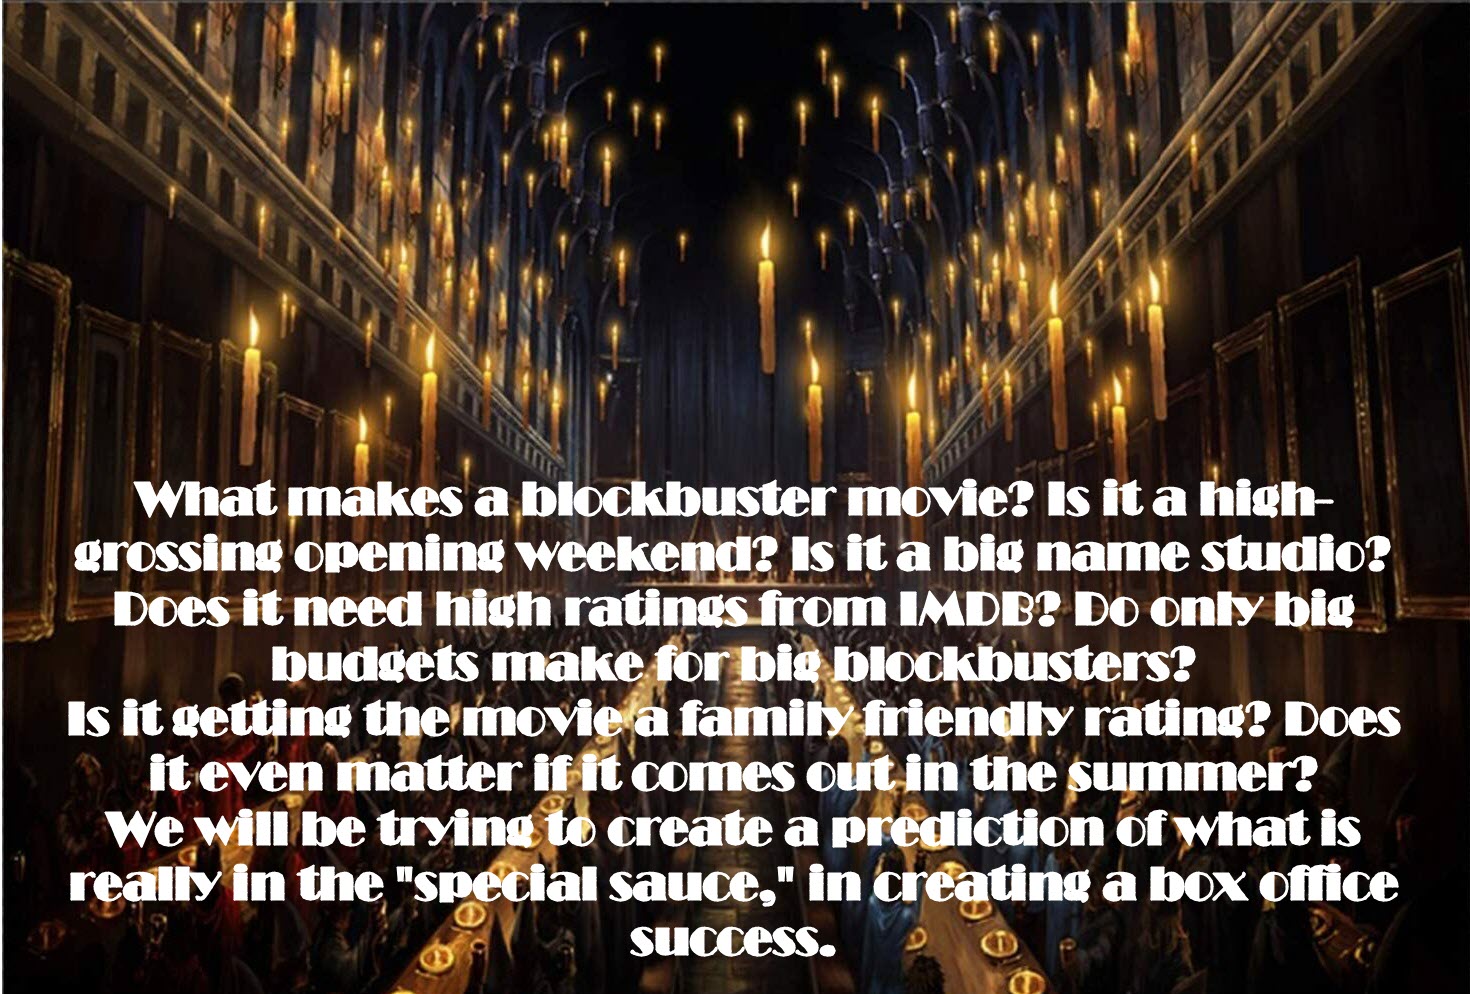 What makes a blockbuster movie? Is it a high-
grossing opening weekend? Is it a big name studio?
Does it need high ratings from IMDB? Do only big
budgets make for big blockbusters?
Is it getting the movie a family friendly rating? Does
it even matter if it comes out in the summer?
We will be trying to create a prediction of what is
really in the "special sauce," in creating a box office
success.